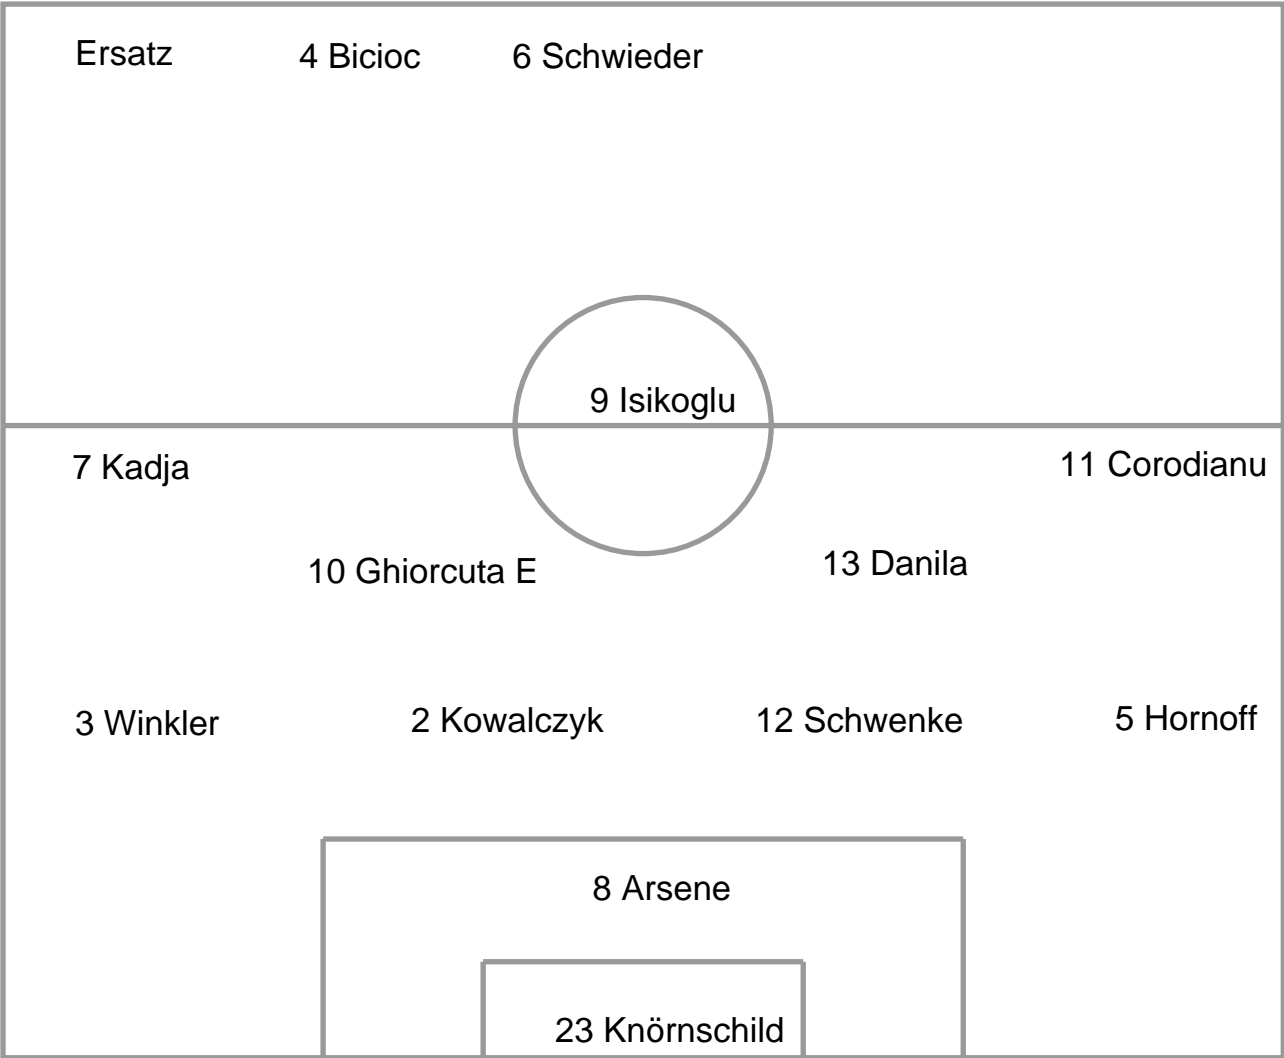 Ersatz 4 Bicioc 6 Schwieder
9 Isikoglu
7 Kadja 11 Corodianu
10 Ghiorcuta E 13 Danila
3 Winkler 2 Kowalczyk 12 Schwenke 5 Hornoff
8 Arsene
23 Knörnschild